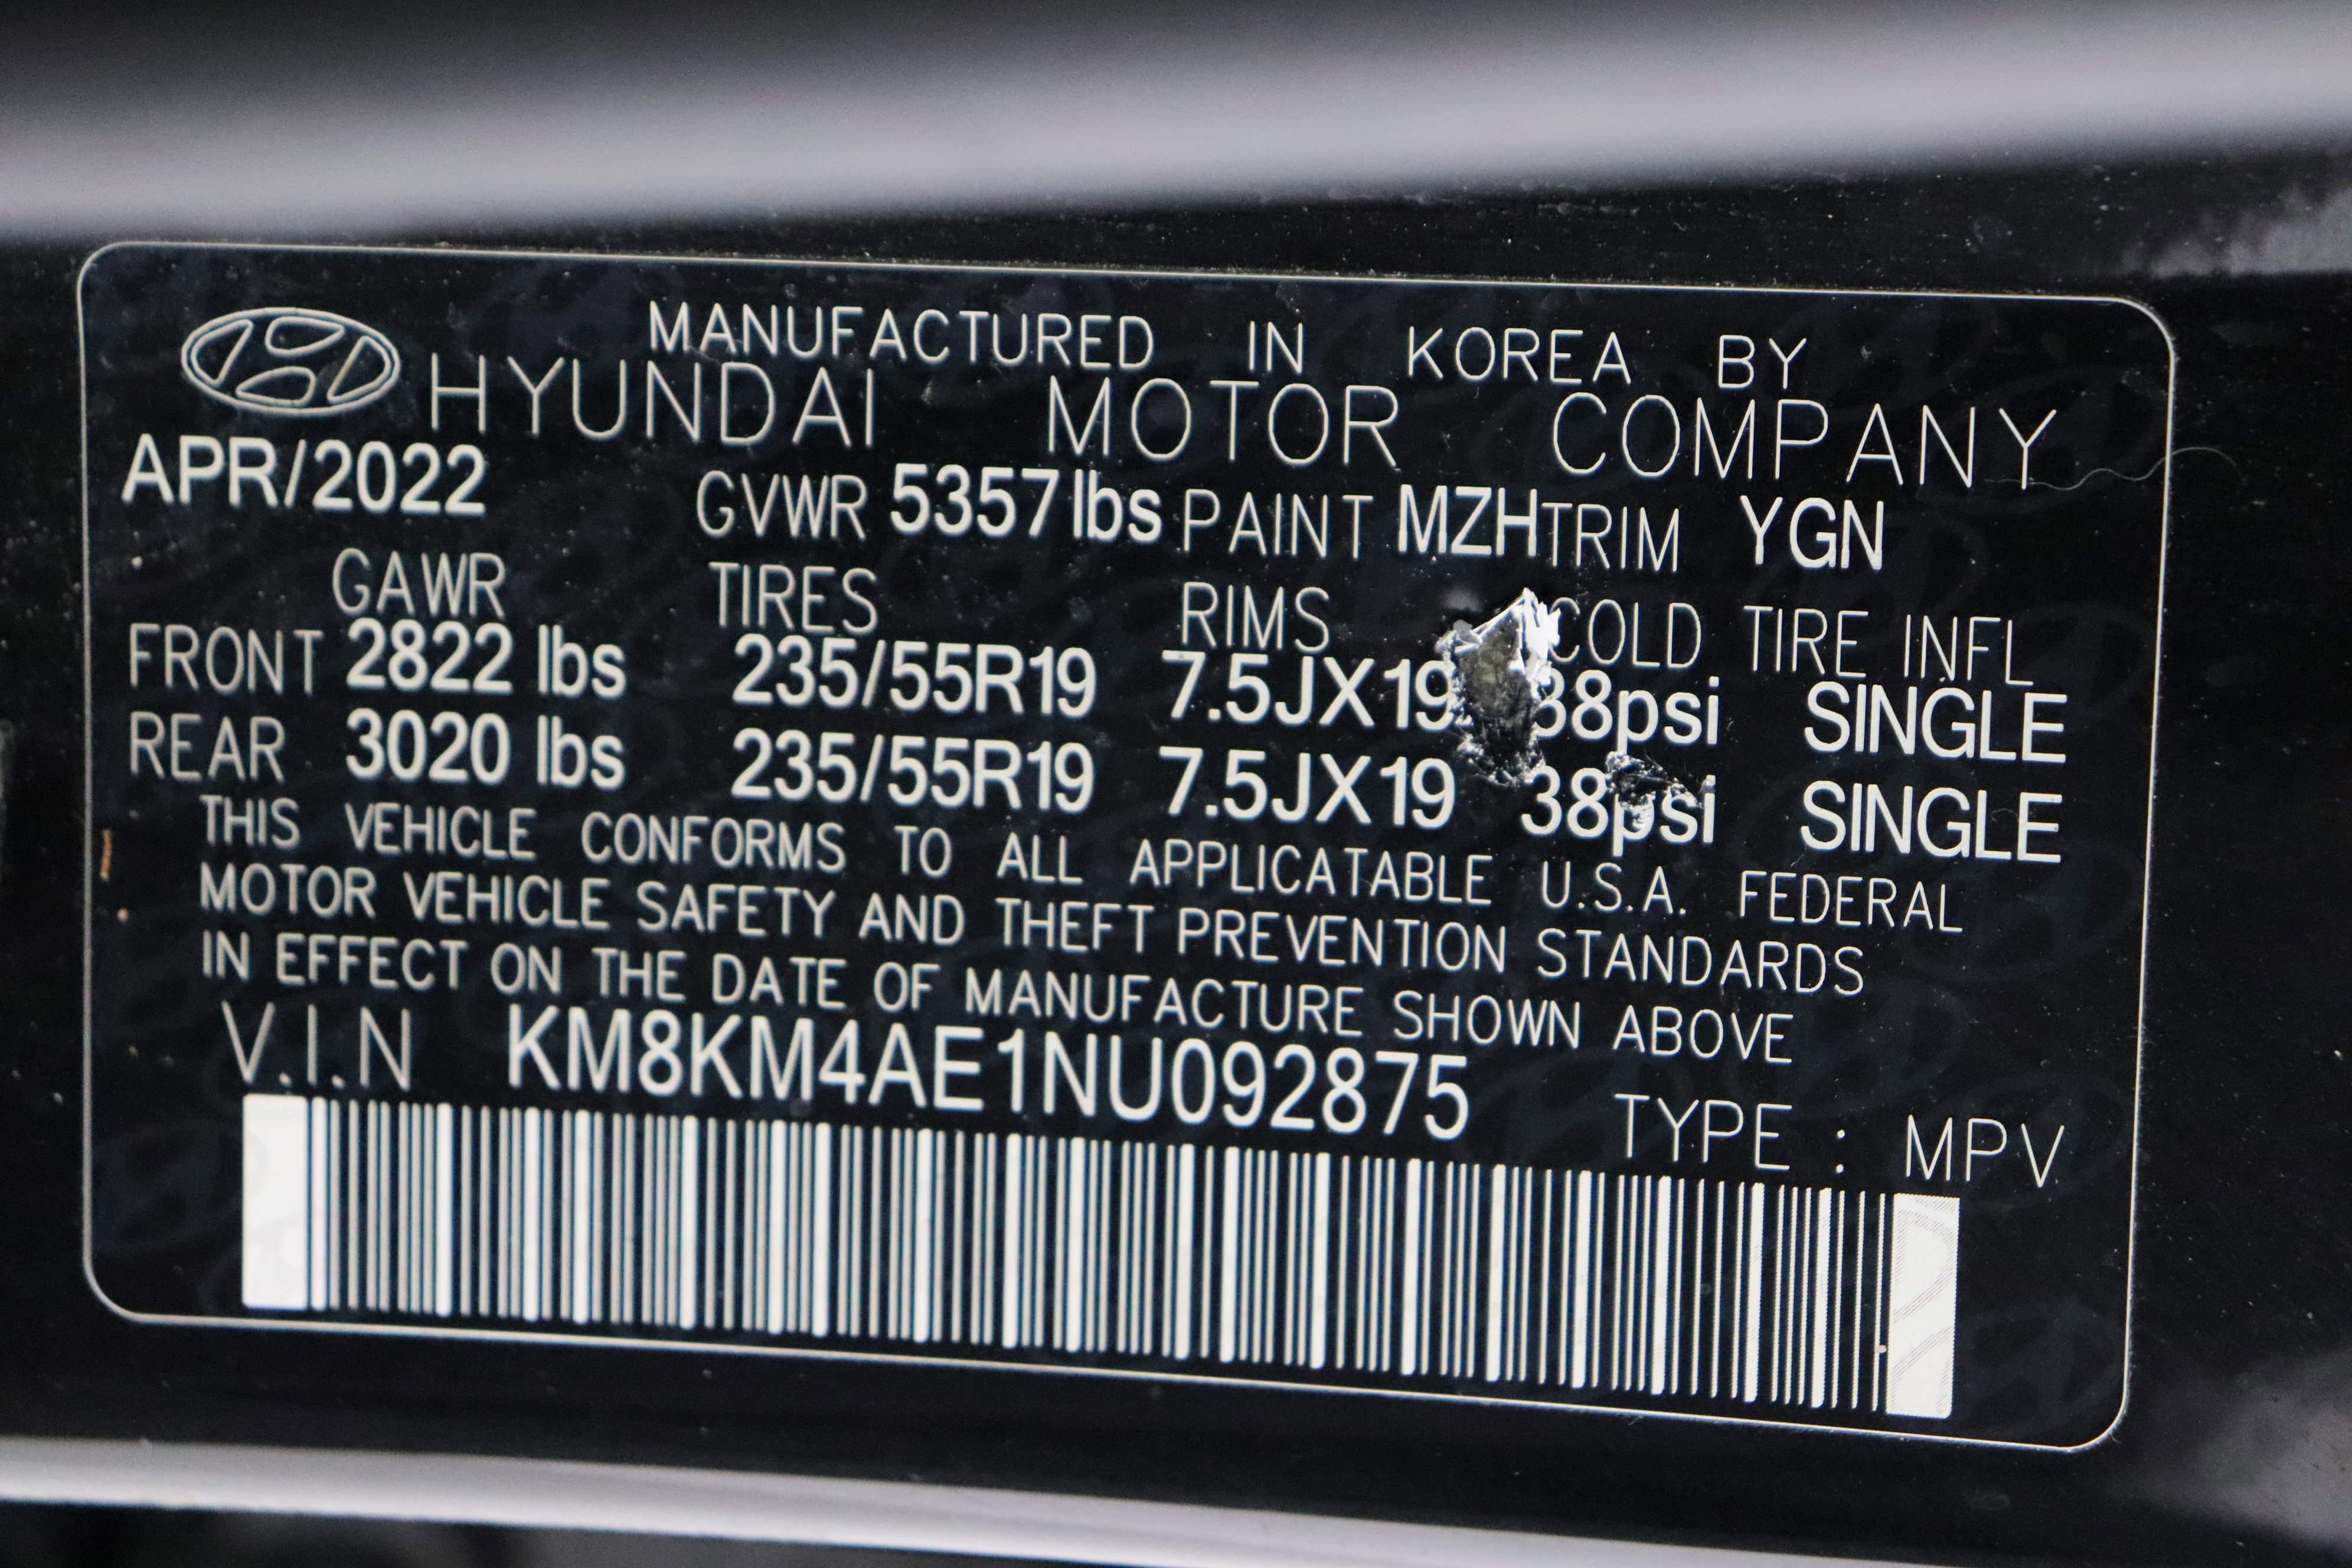 MANUFACTURED IN KOREA BY
HYUNDAI MOTOR COMPANY
APR/2022 GVWR 5357lbs PAINT MZH TRIM YGN
GAWR TIRES RIMS COLD TIRE INFL
FRONT 2822 lbs 235/55R19 7.5JX19 38psi SINGLE
REAR 3020 lbs 235/55R19 7.5JX19 38psi SINGLE
THIS VEHICLE CONFORMS TO ALL APPLICATABLE U.S.A. FEDERAL
MOTOR VEHICLE SAFETY AND THEFT PREVENTION STANDARDS
IN EFFECT ON THE DATE OF MANUFACTURE SHOWN ABOVE
V.I.N KM8KM4AE1NU092875
TYPE : MPV